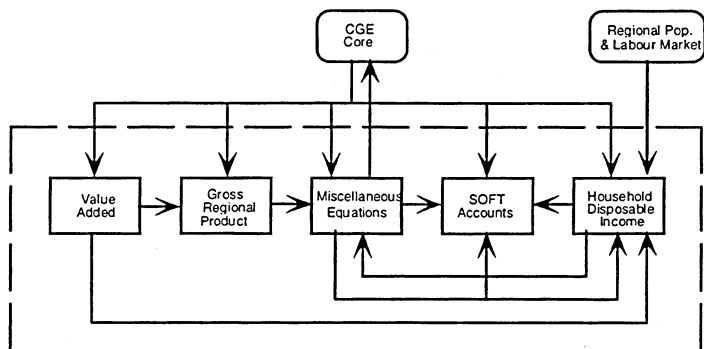 CGE
Core
Regional Pop.
& Labour Market
Value
Added
Gross
Regional
Product
Miscellaneous
Equations
SOFT
Accounts
Household
Disposable
Income